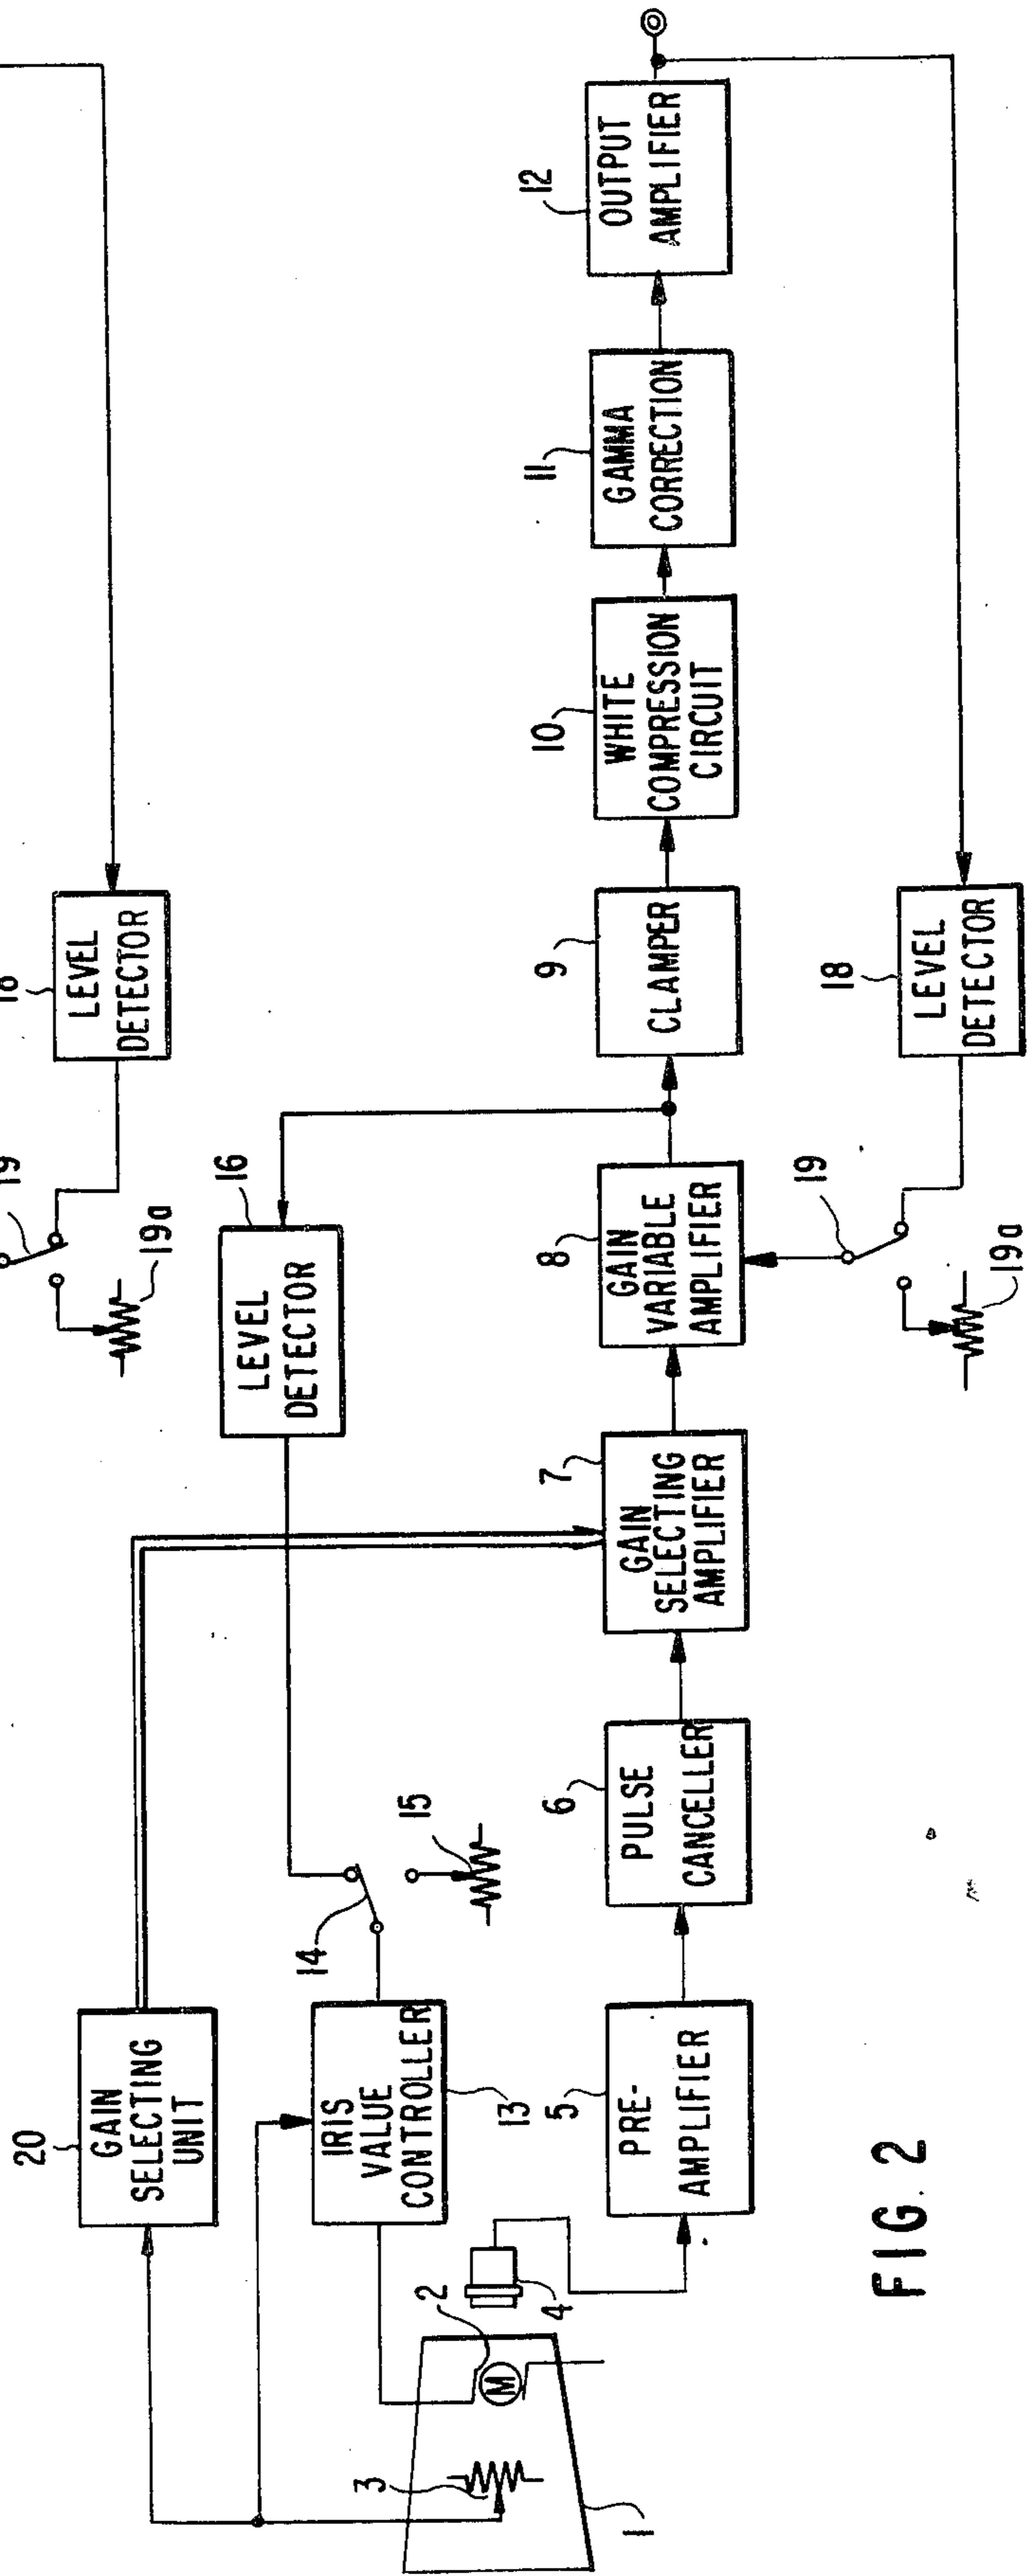 18
LEVEL
DETECTOR
19
19a
16
LEVEL
DETECTOR
20
GAIN
SELECTING
UNIT
14
15
IRIS
VALUE
CONTROLLER
13
3
2
M
4
1
5
PRE-
AMPLIFIER
6
PULSE
CANCELLER
7
GAIN
SELECTING
AMPLIFIER
8
GAIN
VARIABLE
AMPLIFIER
9
CLAMPER
10
WHITE
COMPRESSION
CIRCUIT
11
GAMMA
CORRECTION
12
OUTPUT
AMPLIFIER
18
LEVEL
DETECTOR
19
19a
FIG. 2